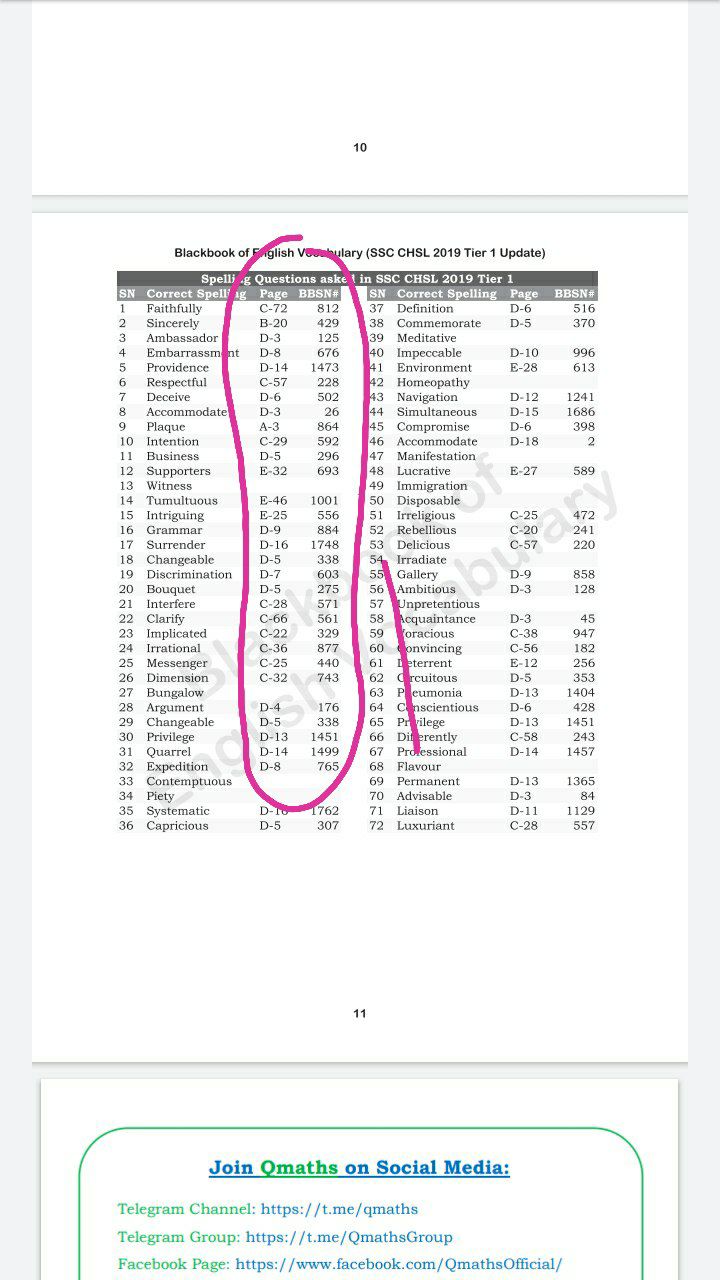 10
Blackbook of English Vocabulary (SSC CHSL 2019 Tier 1 Update)
Spelling Questions asked in SSC CHSL 2019 Tier 1
SN Correct Spelling Page BBSN# SN Correct Spelling Page BBSN#
1 Faithfully C-72 812 37 Definition D-6 516
2 Sincerely B-20 429 38 Commemorate D-5 370
3 Ambassador D-3 125 39 Meditative
4 Embarrassment D-8 676 40 Impeccable D-10 996
5 Providence D-14 1473 41 Environment E-28 613
6 Respectful C-57 228 42 Homeopathy
7 Deceive D-6 502 43 Navigation D-12 1241
8 Accommodate D-3 26 44 Simultaneous D-15 1686
9 Plaque A-3 864 45 Compromise D-6 398
10 Intention C-29 592 46 Accommodate D-18 2
11 Business D-5 296 47 Manifestation
12 Supporters E-32 693 48 Lucrative E-27 589
13 Witness 49 Immigration
14 Tumultuous E-46 1001 50 Disposable
15 Intriguing E-25 556 51 Irreligious C-25 472
16 Grammar D-9 884 52 Rebellious C-20 241
17 Surrender D-16 1748 53 Delicious C-57 220
18 Changeable D-5 338 54 Irradiate
19 Discrimination D-7 603 55 Gallery D-9 858
20 Bouquet D-5 275 56 Ambitious D-3 128
21 Interfere C-28 571 57 Unpretentious
22 Clarify C-66 561 58 Acquaintance D-3 45
23 Implicated C-22 329 59 Voracious C-38 947
24 Irrational C-36 877 60 Convincing C-56 182
25 Messenger C-25 440 61 Deterrent E-12 256
26 Dimension C-32 743 62 Circuitous D-5 353
27 Bungalow 63 Pneumonia D-13 1404
28 Argument D-4 176 64 Conscientious D-6 428
29 Changeable D-5 338 65 Privilege D-13 1451
30 Privilege D-13 1451 66 Differently C-58 243
31 Quarrel D-14 1499 67 Professional D-14 1457
32 Expedition D-8 765 68 Flavour
33 Contemptuous 69 Permanent D-13 1365
34 Piety 70 Advisable D-3 84
35 Systematic D-16 1762 71 Liaison D-11 1129
36 Capricious D-5 307 72 Luxuriant C-28 557
Blackbook of
English Vocabulary
11
Join Qmaths on Social Media:
Telegram Channel: https://t.me/qmaths
Telegram Group: https://t.me/QmathsGroup
Facebook Page: https://www.facebook.com/QmathsOfficial/